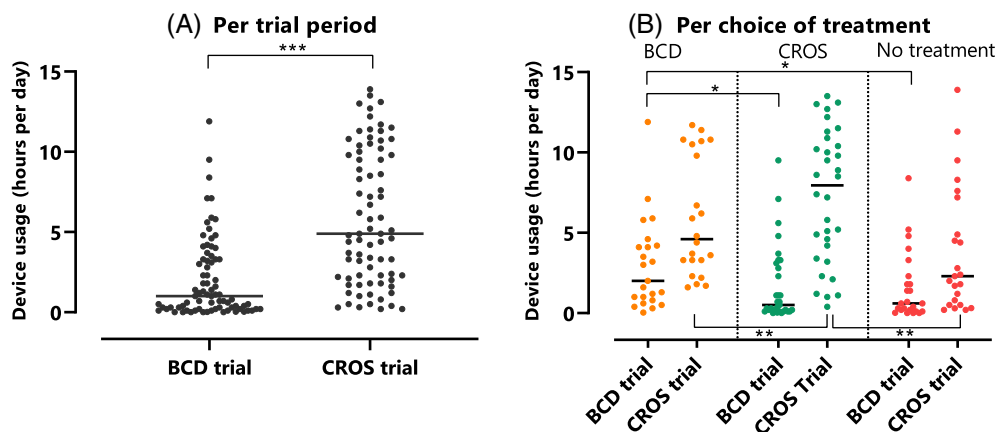 (A) Per trial period
***
Device usage (hours per day)
15
10
5
0
BCD trial
CROS trial
(B) Per choice of treatment
BCD
CROS
No treatment
*
*
Device usage (hours per day)
15
10
5
0
**
**
BCD trial
CROS trial
BCD trial
CROS Trial
BCD trial
CROS trial